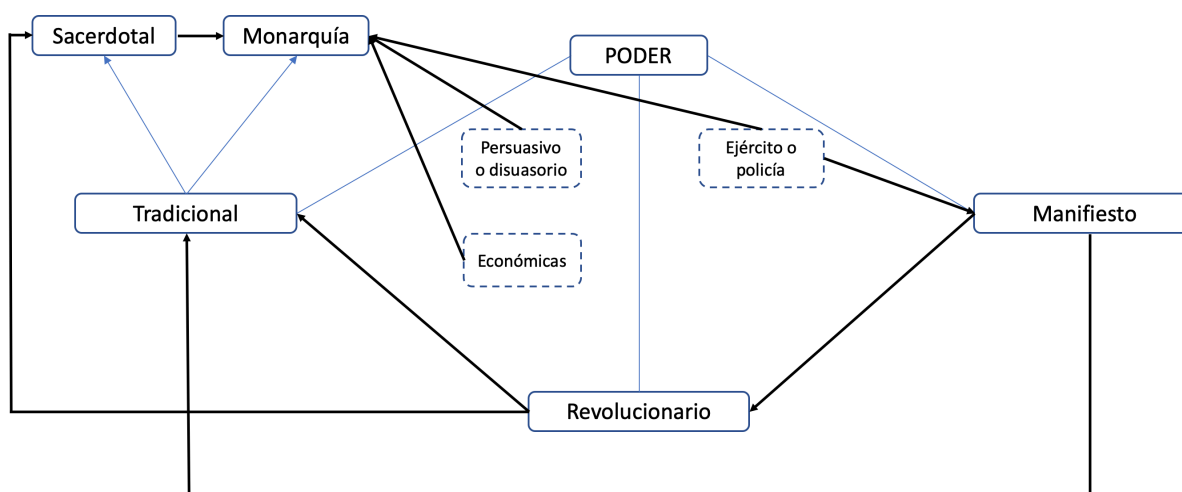 Sacerdotal
Monarquía
PODER
Persuasivo
o disuasorio
Ejército o
policía
Tradicional
Manifiesto
Económicas
Revolucionario